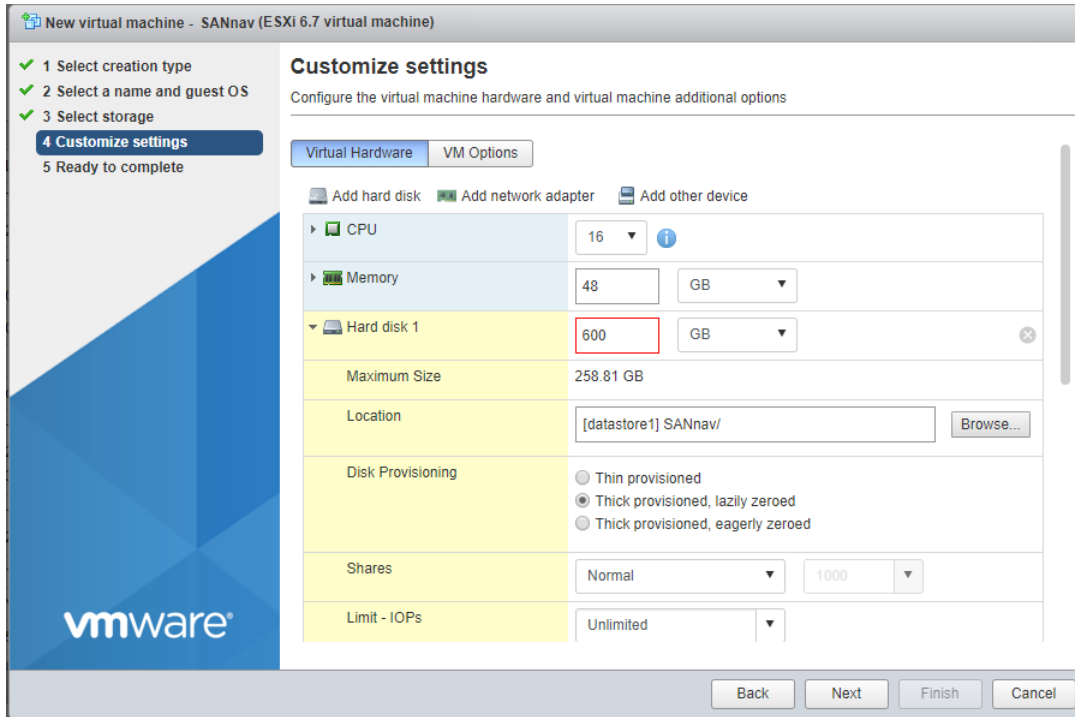 New virtual machine - SANnav (ESXi 6.7 virtual machine)
1 Select creation type
2 Select a name and guest OS
3 Select storage
4 Customize settings
5 Ready to complete
Customize settings
Configure the virtual machine hardware and virtual machine additional options
Virtual Hardware VM Options
Add hard disk Add network adapter Add other device
CPU 16
Memory 48 GB
Hard disk 1 600 GB
Maximum Size 258.81 GB
Location [datastore1] SANnav/ Browse...
Disk Provisioning Thin provisioned
Thick provisioned, lazily zeroed
Thick provisioned, eagerly zeroed
Shares Normal 1000
Limit - IOPs Unlimited
vmware®
Back Next Finish Cancel